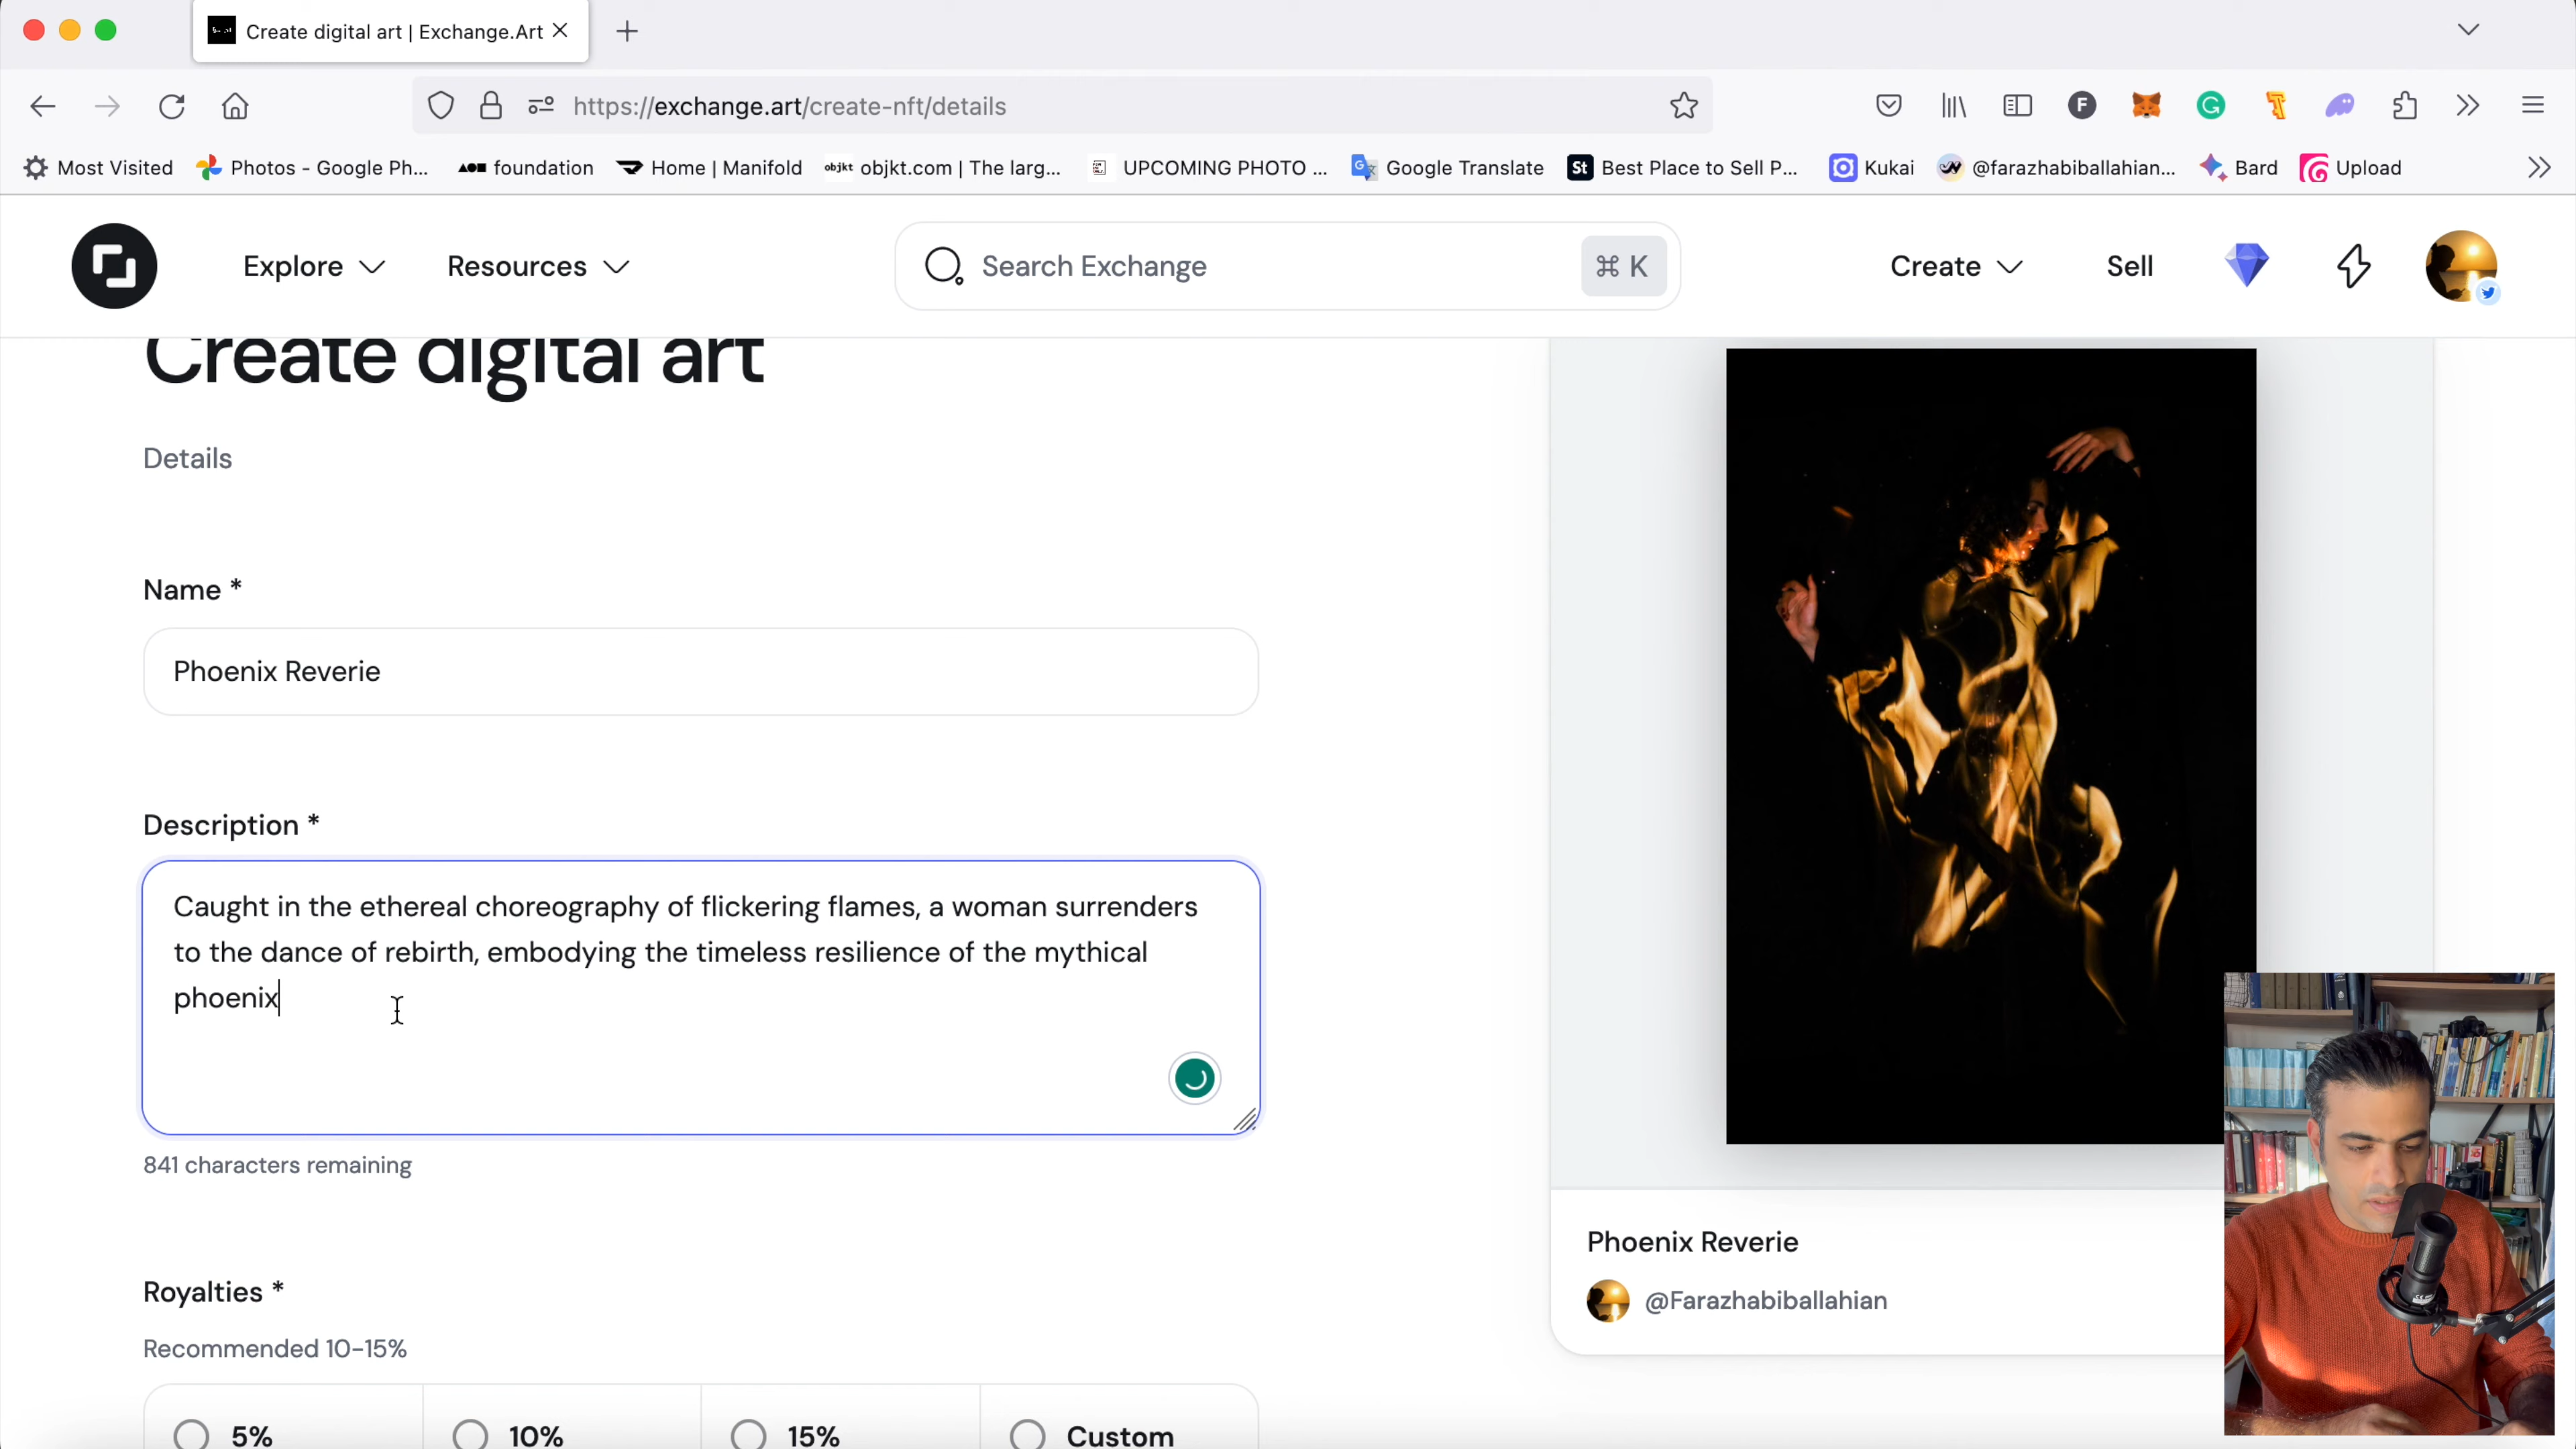 Create digital art | Exchange.Art
https://exchange.art/create-nft/details
Most Visited
Photos - Google Ph...
foundation
Home | Manifold
objkt objkt.com | The larg...
UPCOMING PHOTO ...
Google Translate
St Best Place to Sell P...
Kukai
@farazhabiballahian...
Bard
Upload
Explore
Resources
Search Exchange
⌘ K
Create
Sell
Create digital art
Details
Name *
Phoenix Reverie
Description *
Caught in the ethereal choreography of flickering flames, a woman surrenders
to the dance of rebirth, embodying the timeless resilience of the mythical
phoenix
841 characters remaining
Royalties *
Recommended 10-15%
5%
10%
15%
Custom
Phoenix Reverie
@Farazhabiballahian